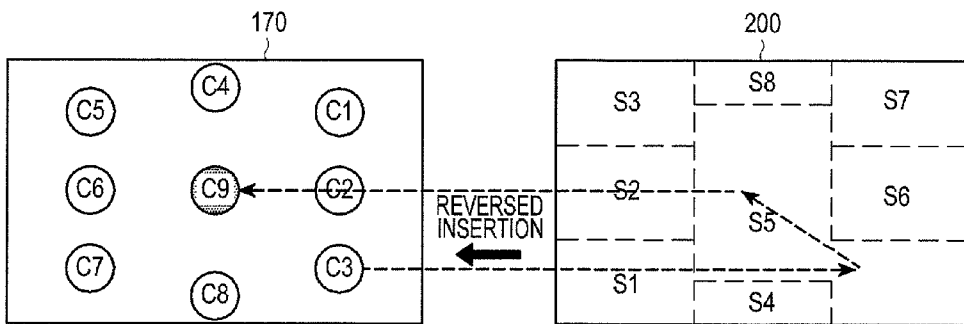 170
200
C4
C5
C1
C6
C9
C2
C7
C3
C8
REVERSED
INSERTION
S3
S8
S7
S2
S5
S6
S1
S4